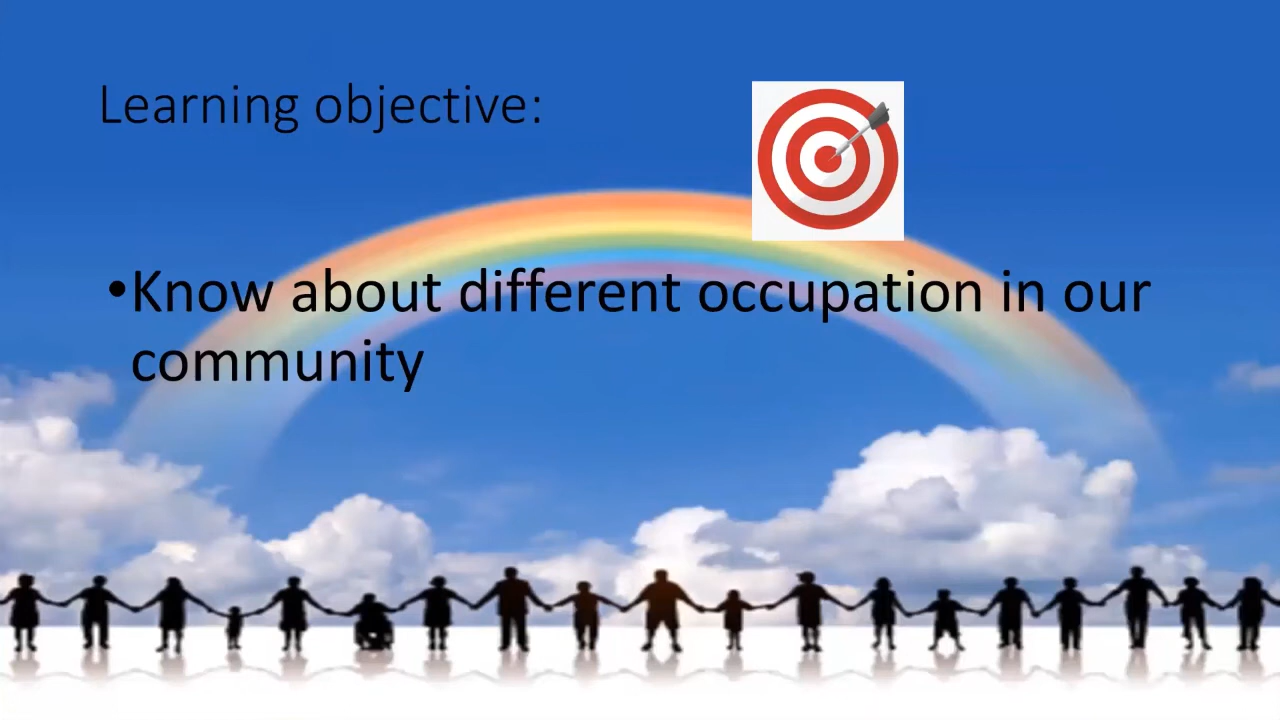 Learning objective:
•Know about different occupation in our
community